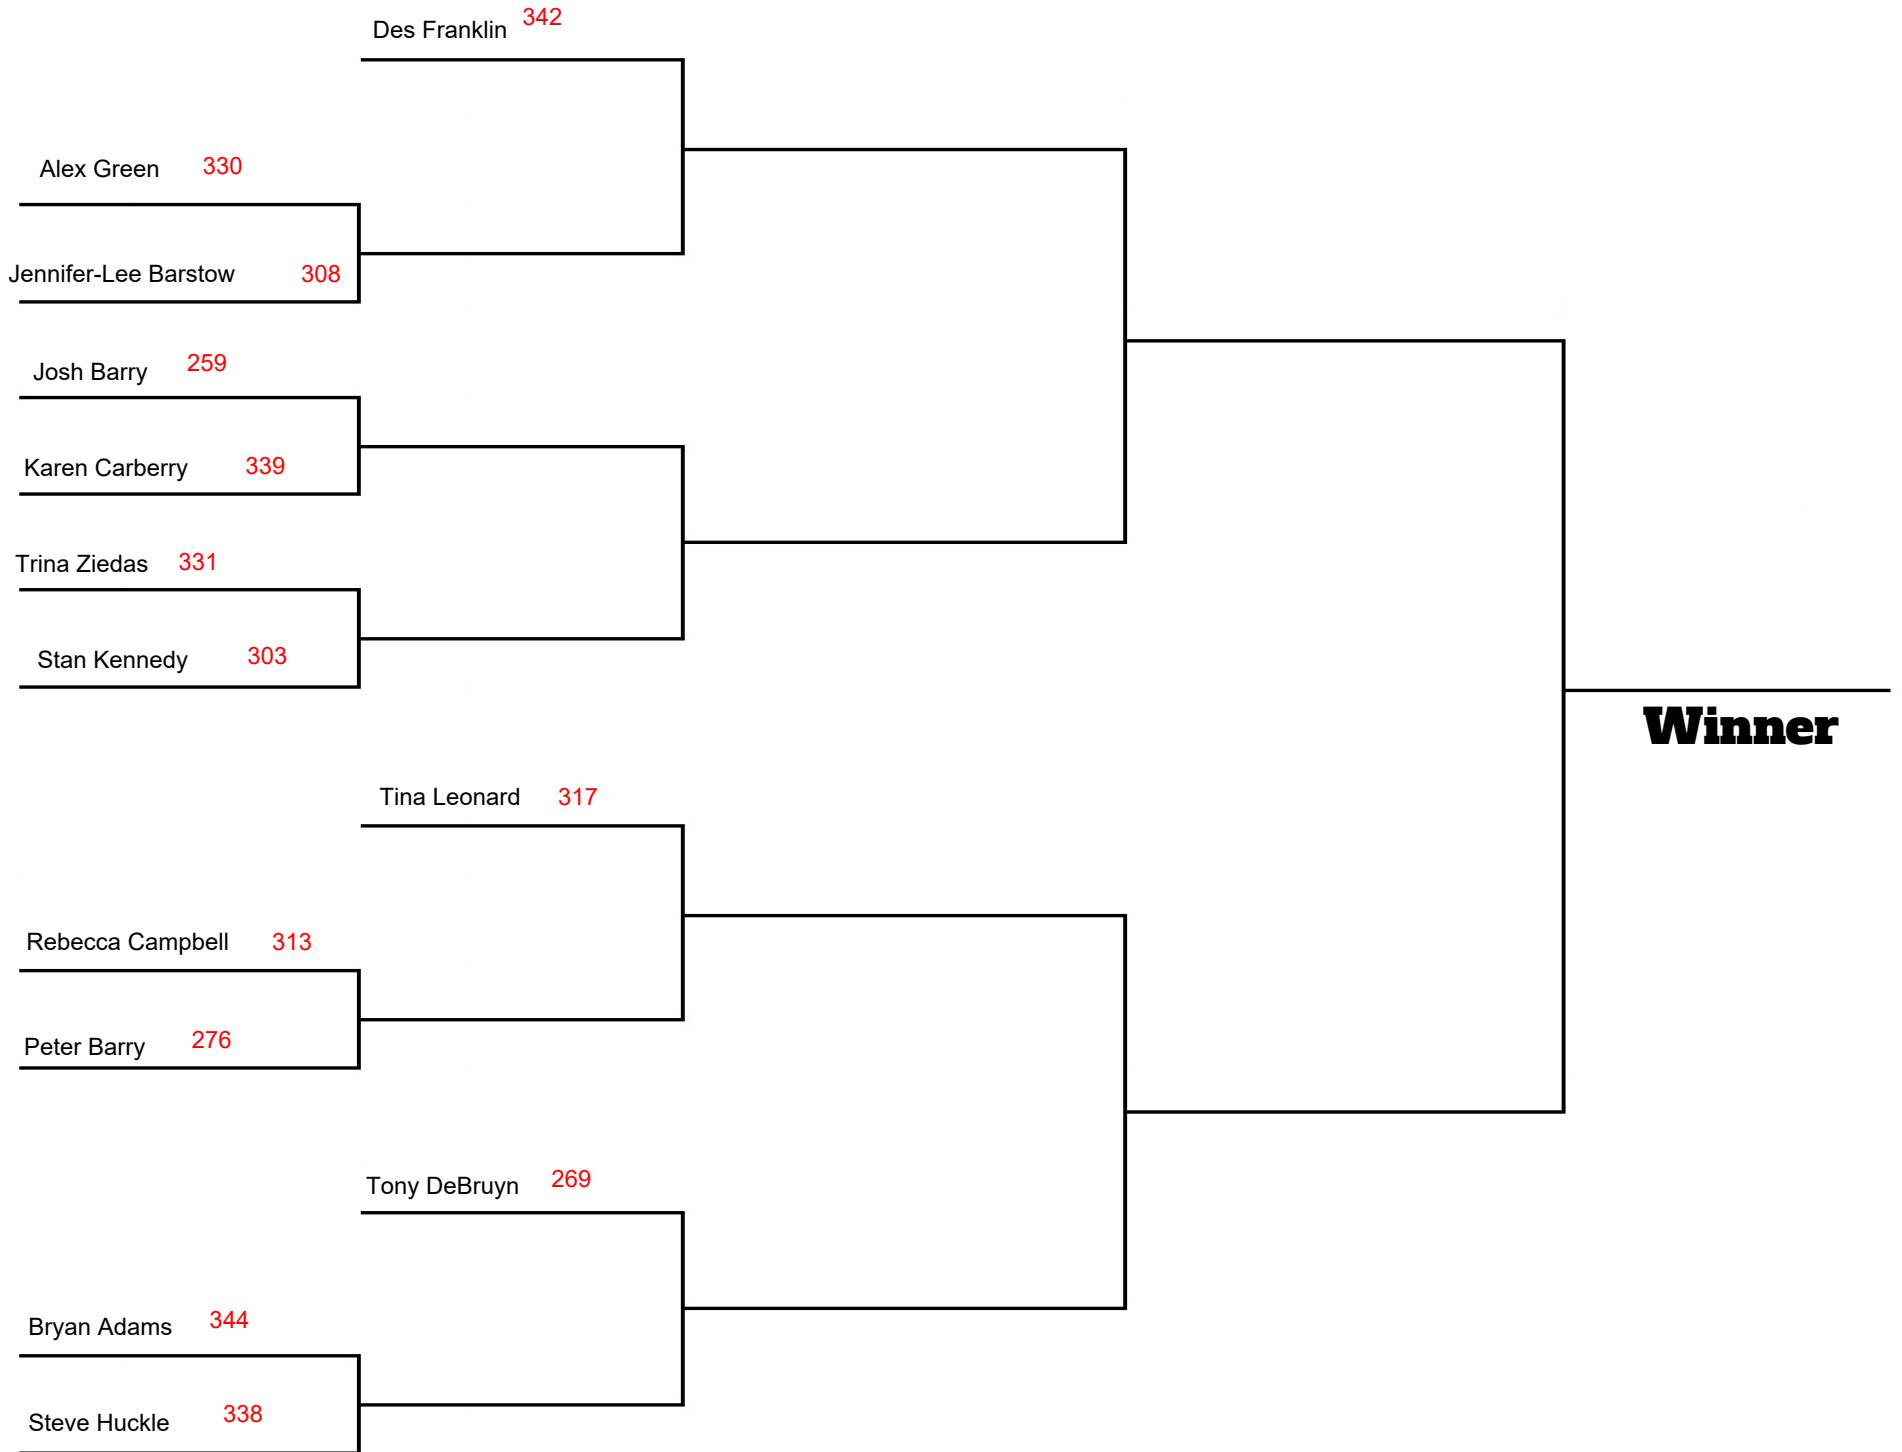 Des Franklin 342
Alex Green 330
Jennifer-Lee Barstow 308
Josh Barry 259
Karen Carberry 339
Trina Ziedas 331
Stan Kennedy 303
Winner
Tina Leonard 317
Rebecca Campbell 313
Peter Barry 276
Tony DeBruyn 269
Bryan Adams 344
Steve Huckle 338